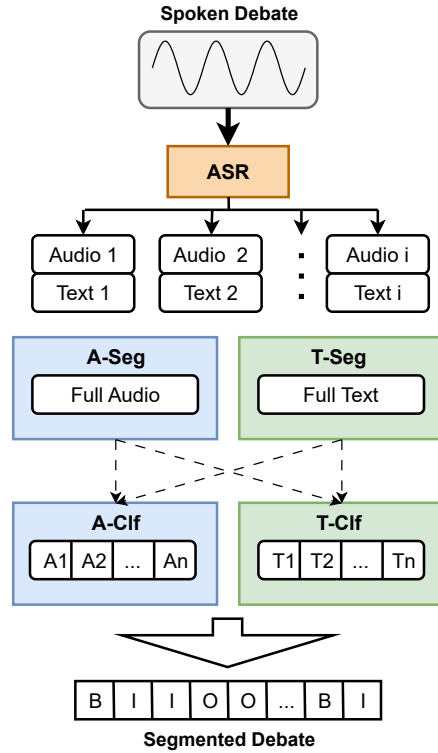 Spoken Debate
ASR
Audio 1 Audio 2 Audio i
Text 1 Text 2 Text i
A-Seg T-Seg
Full Audio Full Text
A-Clf T-Clf
A1 A2 ... An T1 T2 ... Tn
B I I O O ... B I
Segmented Debate